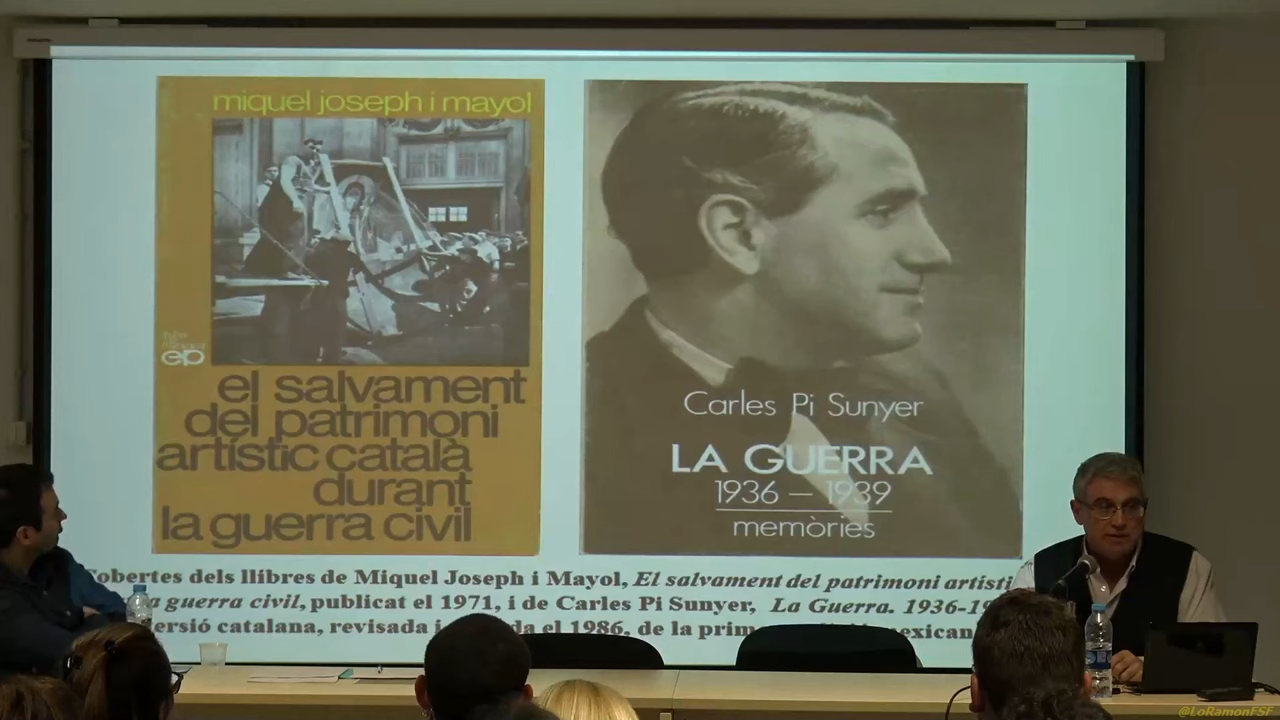 miquel joseph i mayol
ep
el salvament
del patrimoni
artístic català
durant
la guerra civil
Carles Pi Sunyer
LA GUERRA
1936 — 1939
memòries
obertes dels llibres de Miquel Joseph i Mayol, El salvament del patrimoni artísti
a guerra civil, publicat el 1971, i de Carles Pi Sunyer, La Guerra. 1936-19
ersió catalana, revisada i da el 1986, de la prim mexican
@LoRamonFSF